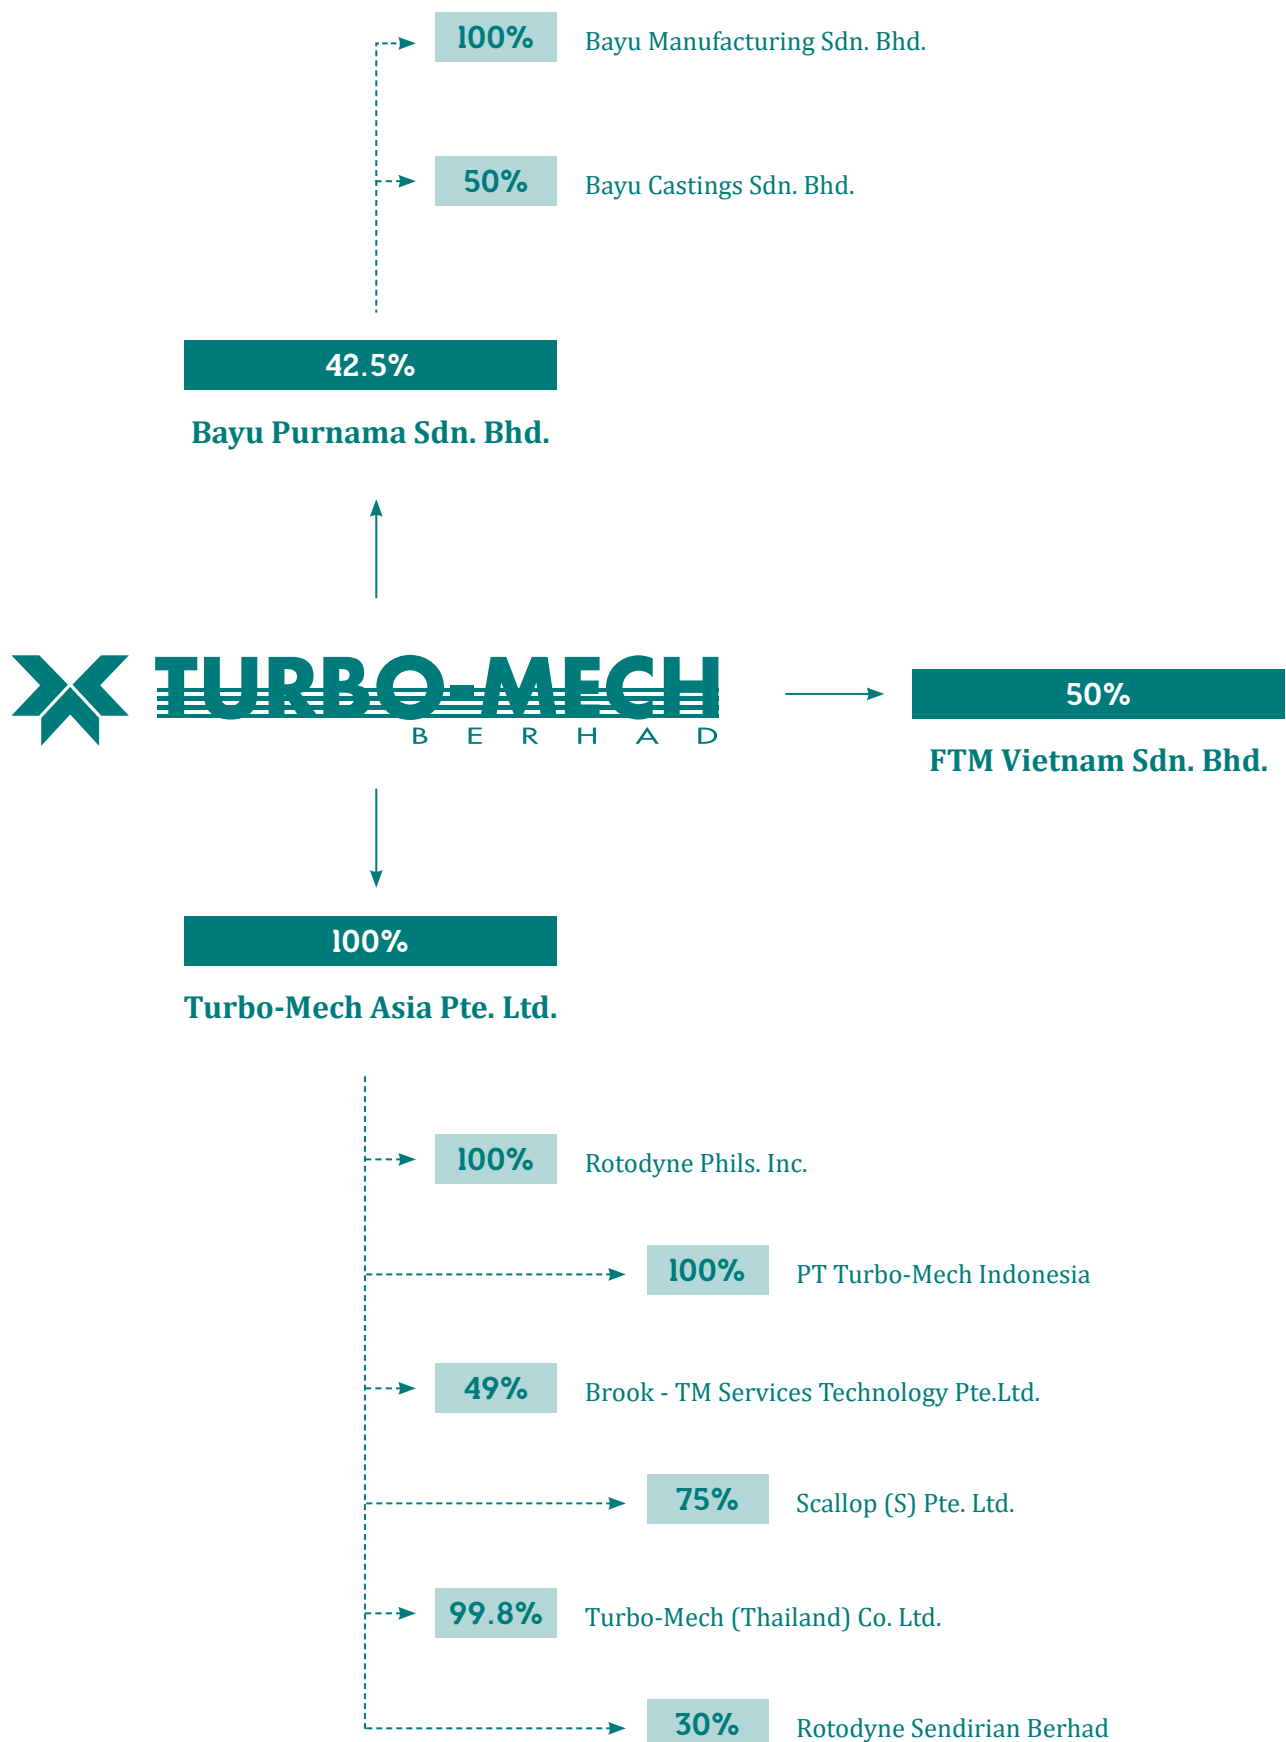 100%
Bayu Manufacturing Sdn. Bhd.
50%
Bayu Castings Sdn. Bhd.
42.5%
Bayu Purnama Sdn. Bhd.
TURBO-MECH
BERHAD
50%
FTM Vietnam Sdn. Bhd.
100%
Turbo-Mech Asia Pte. Ltd.
100%
Rotodyne Phils. Inc.
100%
PT Turbo-Mech Indonesia
49%
Brook - TM Services Technology Pte.Ltd.
75%
Scallop (S) Pte. Ltd.
99.8%
Turbo-Mech (Thailand) Co. Ltd.
30%
Rotodyne Sendirian Berhad